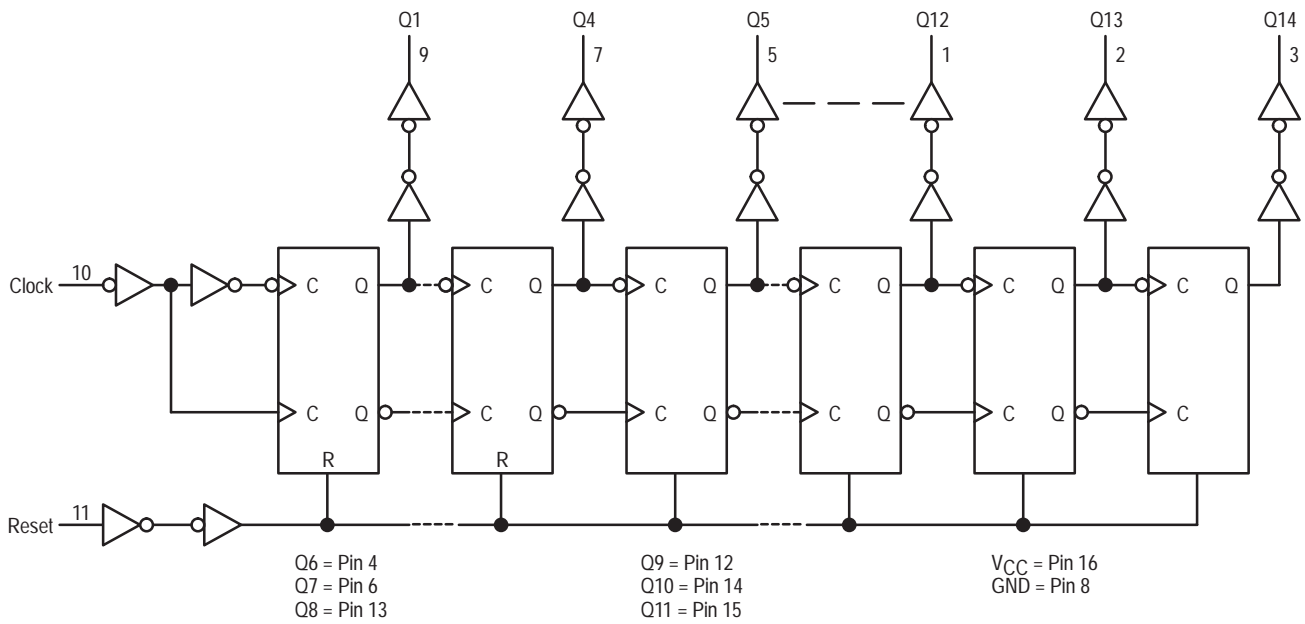 Q1 Q4 Q5 Q12 Q13 Q14
9 7 5 1 2 3
Clock 10 C Q C Q C Q C Q C Q C Q
C Q C Q C Q C Q C Q C
R R
Reset 11
Q6 = Pin 4
Q7 = Pin 6
Q8 = Pin 13
Q9 = Pin 12
Q10 = Pin 14
Q11 = Pin 15
VCC = Pin 16
GND = Pin 8